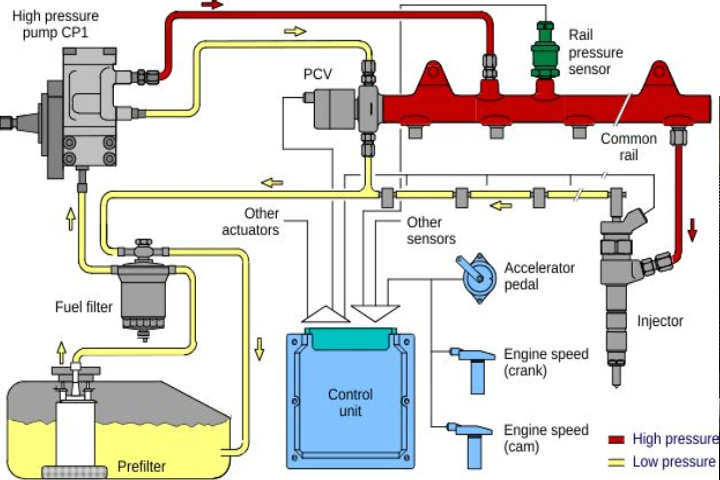 High pressure
pump CP1
PCV
Rail
pressure
sensor
Common
rail
Other
actuators
Other
sensors
Accelerator
pedal
Fuel filter
Injector
Engine speed
(crank)
Control
unit
Engine speed
(cam)
Prefilter
High pressure
Low pressure